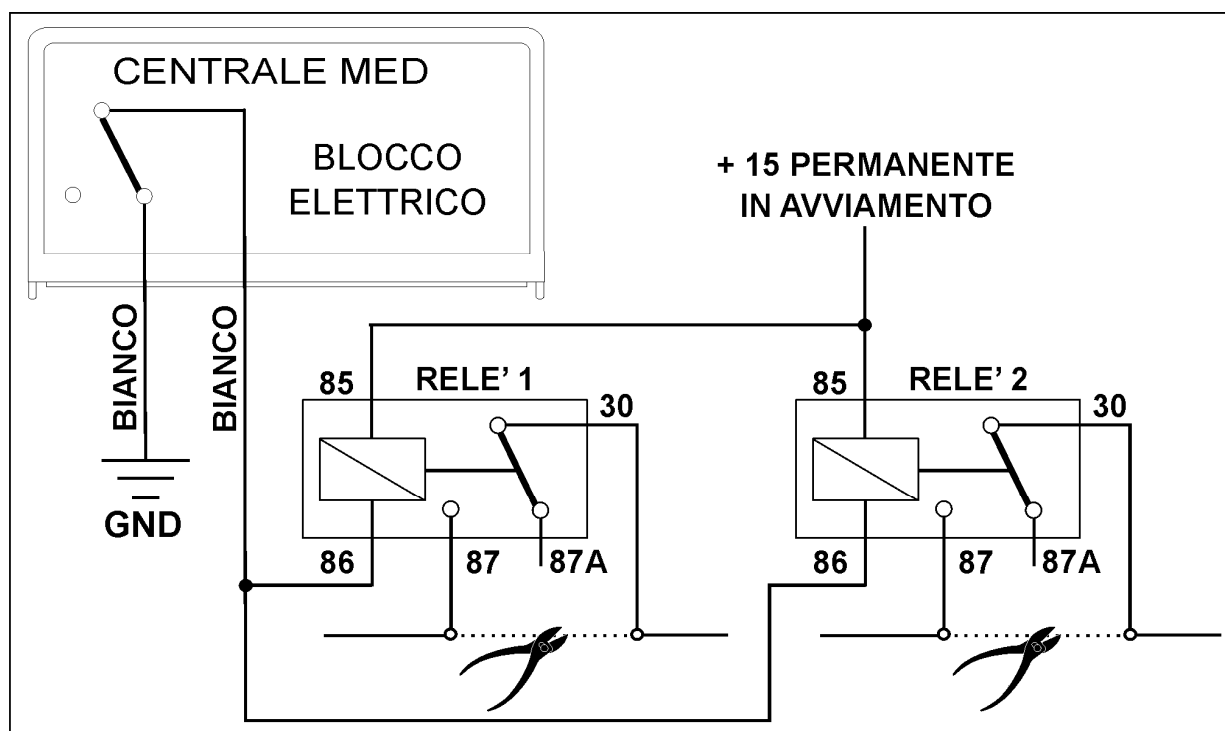 CENTRALE MED
BLOCCO
ELETTRICO
+ 15 PERMANENTE
IN AVVIAMENTO
BIANCO
BIANCO
GND
85
RELE' 1
30
86
87
87A
85
RELE' 2
30
86
87
87A